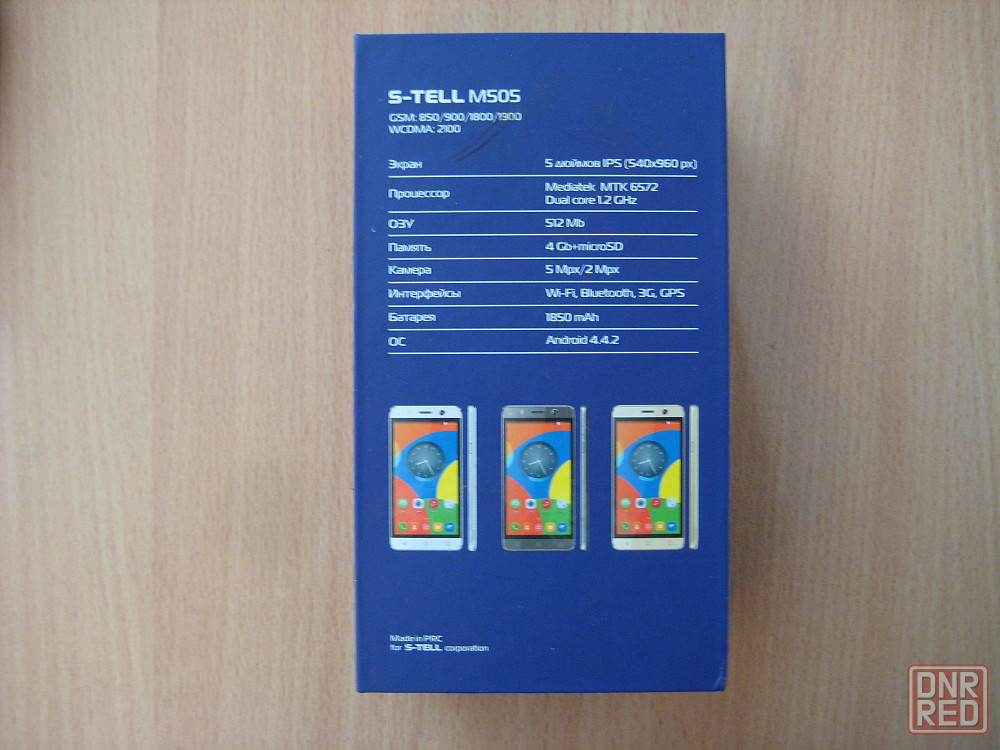 S-TELL M505
GSM: 850/900/1800/1900
WCDMA: 2100
Экран 5 дюймов IPS (540x960 px)
Процессор Mediatek MTK 6572
Dual core 1.2 GHz
ОЗУ 512 Mb
Память 4 Gb+microSD
Камера 5 Mpx/2 Mpx
Интерфейсы Wi-Fi, Bluetooth, 3G, GPS
Батарея 1850 mAh
ОС Android 4.4.2
Made in PRC
for S-TELL corporation
DNR
RED